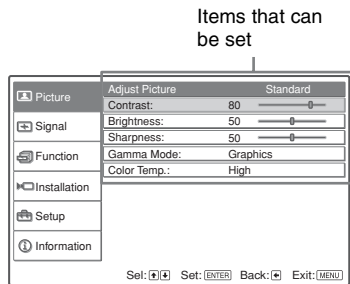 Items that can
be set
Picture
Signal
Function
Installation
Setup
Information
Adjust Picture Standard
Contrast: 80
Brightness: 50
Sharpness: 50
Gamma Mode: Graphics
Color Temp.: High
Sel: Set: ENTER Back: Exit: MENU